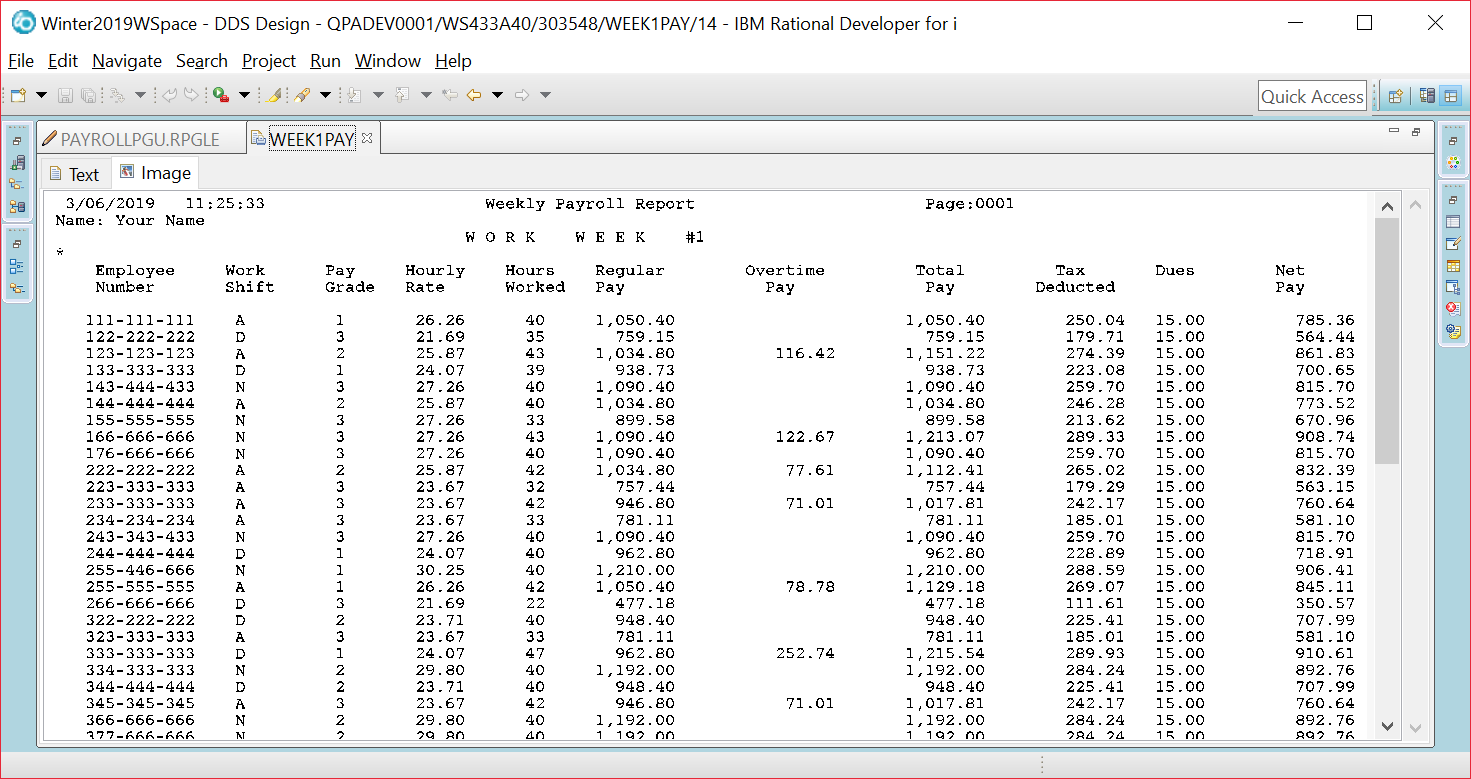 Winter2019WSpace - DDS Design - QPADEV0001/WS433A40/303548/WEEK1PAY/14 - IBM Rational Developer for i
File Edit Navigate Search Project Run Window Help
Quick Access
PAYROLLPGU.RPGLE WEEK1PAY
Text Image
3/06/2019 11:25:33 Weekly Payroll Report Page:0001
Name: Your Name
W O R K W E E K #1
*
Employee Work Pay Hourly Hours Regular Overtime Total Tax Dues Net
Number Shift Grade Rate Worked Pay Pay Pay Deducted Pay
111-111-111 A 1 26.26 40 1,050.40 1,050.40 250.04 15.00 785.36
122-222-222 D 3 21.69 35 759.15 759.15 179.71 15.00 564.44
123-123-123 A 2 25.87 43 1,034.80 116.42 1,151.22 274.39 15.00 861.83
133-333-333 D 1 24.07 39 938.73 938.73 223.08 15.00 700.65
143-444-433 N 3 27.26 40 1,090.40 1,090.40 259.70 15.00 815.70
144-444-444 A 2 25.87 40 1,034.80 1,034.80 246.28 15.00 773.52
155-555-555 N 3 27.26 33 899.58 899.58 213.62 15.00 670.96
166-666-666 N 3 27.26 43 1,090.40 122.67 1,213.07 289.33 15.00 908.74
176-666-666 N 3 27.26 40 1,090.40 1,090.40 259.70 15.00 815.70
222-222-222 A 2 25.87 42 1,034.80 77.61 1,112.41 265.02 15.00 832.39
223-333-333 A 3 23.67 32 757.44 757.44 179.29 15.00 563.15
233-333-333 A 3 23.67 42 946.80 71.01 1,017.81 242.17 15.00 760.64
234-234-234 A 3 23.67 33 781.11 781.11 185.01 15.00 581.10
243-343-433 N 3 27.26 40 1,090.40 1,090.40 259.70 15.00 815.70
244-444-444 D 1 24.07 40 962.80 962.80 228.89 15.00 718.91
255-446-666 N 1 30.25 40 1,210.00 1,210.00 288.59 15.00 906.41
255-555-555 A 1 26.26 42 1,050.40 78.78 1,129.18 269.07 15.00 845.11
266-666-666 D 3 21.69 22 477.18 477.18 111.61 15.00 350.57
322-222-222 D 2 23.71 40 948.40 948.40 225.41 15.00 707.99
323-333-333 A 3 23.67 33 781.11 781.11 185.01 15.00 581.10
333-333-333 D 1 24.07 47 962.80 252.74 1,215.54 289.93 15.00 910.61
334-333-333 N 2 29.80 40 1,192.00 1,192.00 284.24 15.00 892.76
344-444-444 D 2 23.71 40 948.40 948.40 225.41 15.00 707.99
345-345-345 A 3 23.67 42 946.80 71.01 1,017.81 242.17 15.00 760.64
366-666-666 N 2 29.80 40 1,192.00 1,192.00 284.24 15.00 892.76
377-666-666 N 2 29.80 40 1,192.00 1,192.00 284.24 15.00 892.76